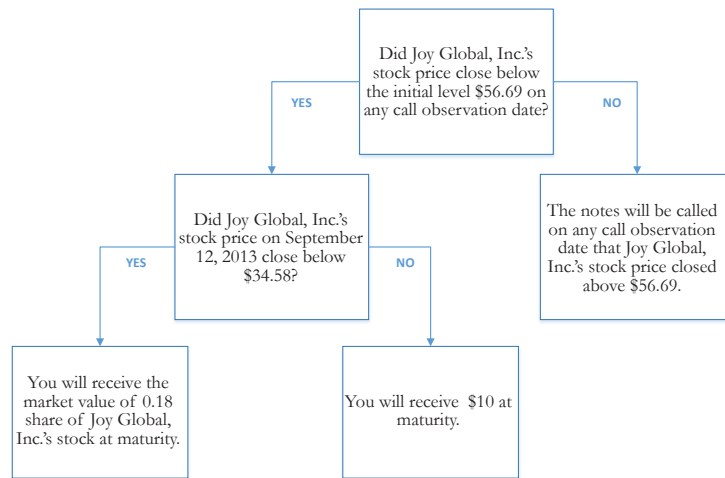 Did Joy Global, Inc.'s
stock price close below
the initial level $56.69 on
any call observation date?
YES
NO
Did Joy Global, Inc.'s
stock price on September
12, 2013 close below
$34.58?
The notes will be called
on any call observation
date that Joy Global,
Inc.'s stock price closed
above $56.69.
YES
NO
You will receive the
market value of 0.18
share of Joy Global,
Inc.'s stock at maturity.
You will receive $10 at
maturity.